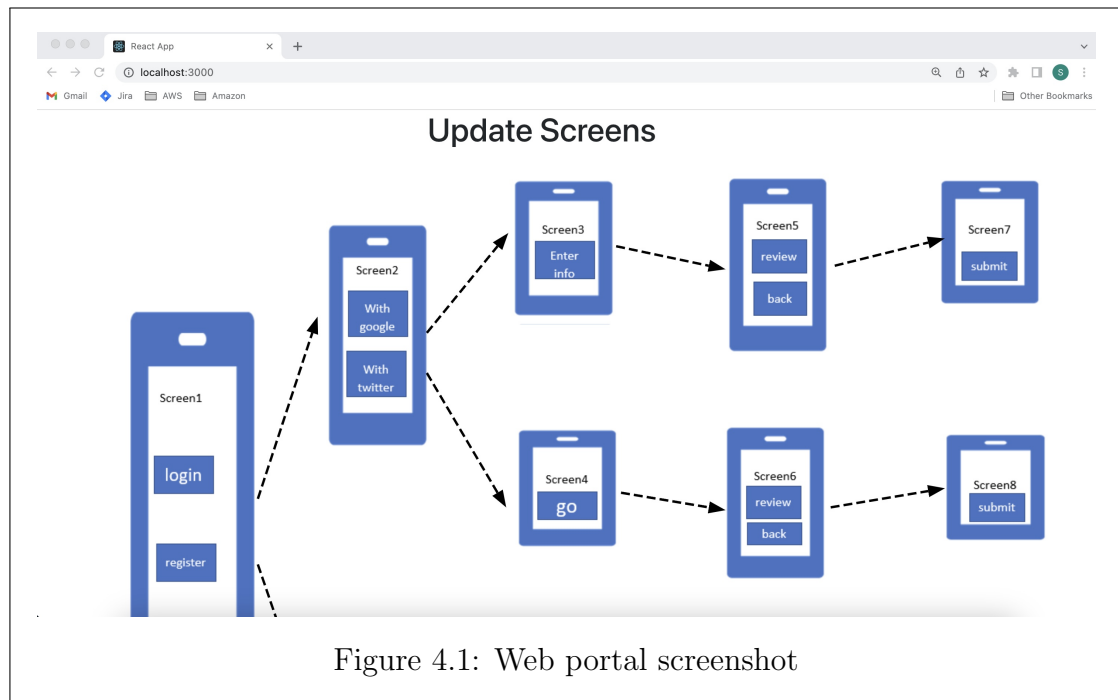 React App
localhost:3000
S
Gmail Jira AWS Amazon Other Bookmarks
Update Screens
Screen1
login
register
Screen2
With
google
With
twitter
Screen3
Enter
info
Screen5
review
back
Screen7
submit
Screen4
go
Screen6
review
back
Screen8
submit
Figure 4.1: Web portal screenshot